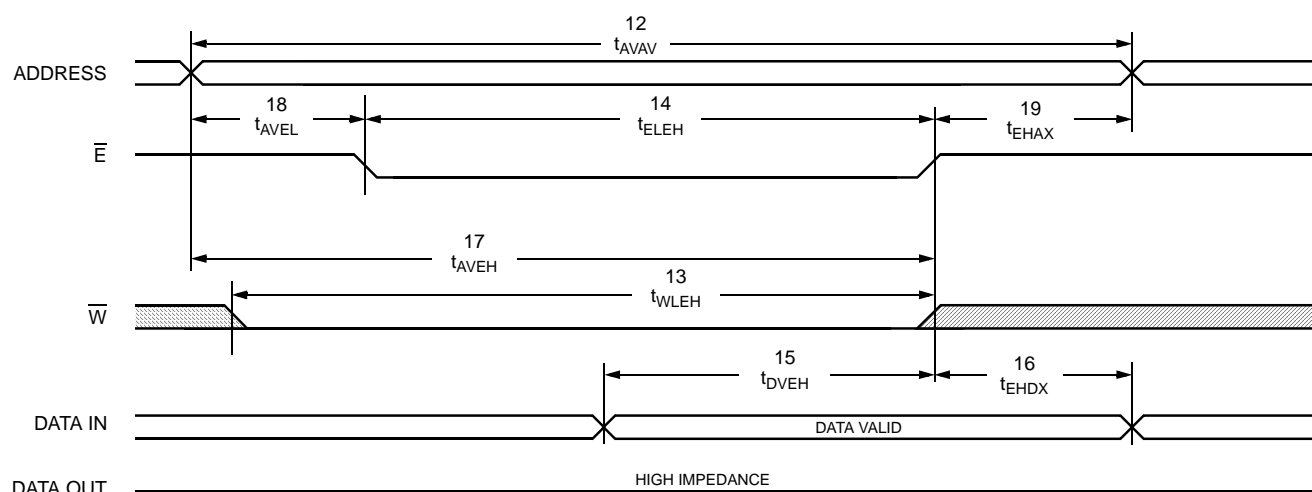 12
tAVAV
ADDRESS
18
tAVEL
14
tELEH
19
tEHAX
E̅
17
tAVEH
13
tWLEH
W̅
15
tDVEH
16
tEHDX
DATA IN
DATA VALID
HIGH IMPEDANCE
DATA OUT